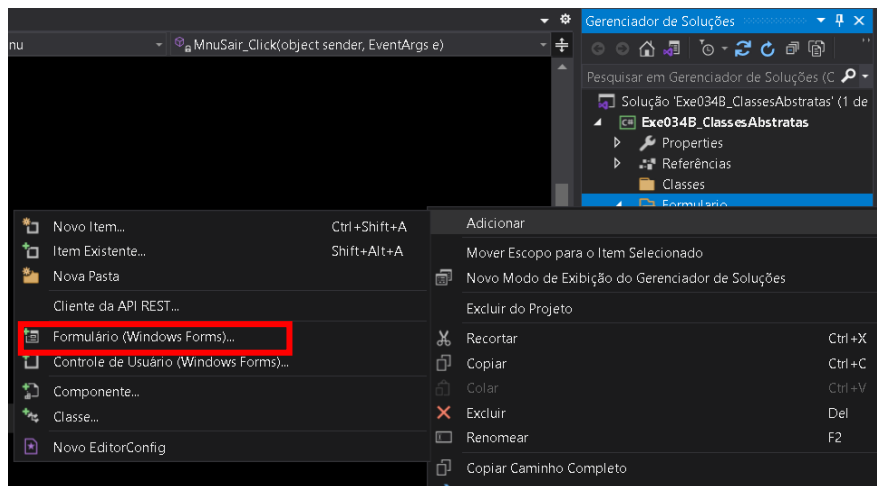 Gerenciador de Soluções
nu
MnuSair_Click(object sender, EventArgs e)
Pesquisar em Gerenciador de Soluções (C
Solução 'Exe034B_ClassesAbstratas' (1 de
Exe034B_ClassesAbstratas
Properties
Referências
Classes
Formulario
Novo Item... Ctrl+Shift+A
Item Existente... Shift+Alt+A
Nova Pasta
Cliente da API REST...
Formulário (Windows Forms)...
Controle de Usuário (Windows Forms)...
Componente...
Classe...
Novo EditorConfig
Adicionar
Mover Escopo para o Item Selecionado
Novo Modo de Exibição do Gerenciador de Soluções
Excluir do Projeto
Recortar Ctrl+X
Copiar Ctrl+C
Colar Ctrl+V
Excluir Del
Renomear F2
Copiar Caminho Completo